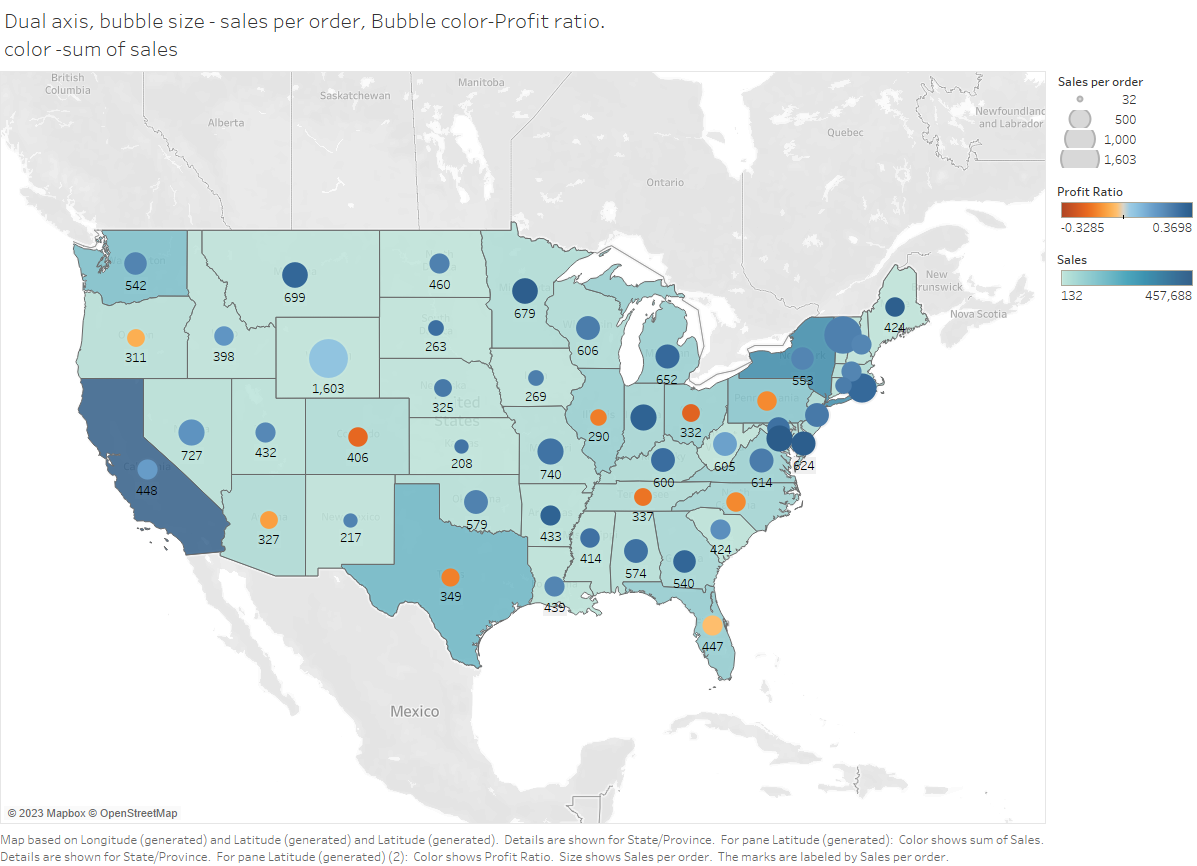 Dual axis, bubble size - sales per order, Bubble color-Profit ratio.
color -sum of sales
British
Columbia
Manitoba
Saskatchewan
Alberta
Newfoundland
and Labrador
Quebec
Ontario
New
Brunswick
Nova Scotia
542
699
460
679
424
311
398
263
606
652
553
1,603
325
269
290
332
727
432
406
208
740
605
624
448
600
614
327
217
579
433
337
424
414
574
540
349
439
447
United
States
Mexico
© 2023 Mapbox © OpenStreetMap
Sales per order
32
500
1,000
1,603
Profit Ratio
-0.3285 0.3698
Sales
132 457,688
Map based on Longitude (generated) and Latitude (generated) and Latitude (generated).  Details are shown for State/Province.  For pane Latitude (generated):  Color shows sum of Sales.
Details are shown for State/Province.  For pane Latitude (generated) (2):  Color shows Profit Ratio.  Size shows Sales per order.  The marks are labeled by Sales per order.